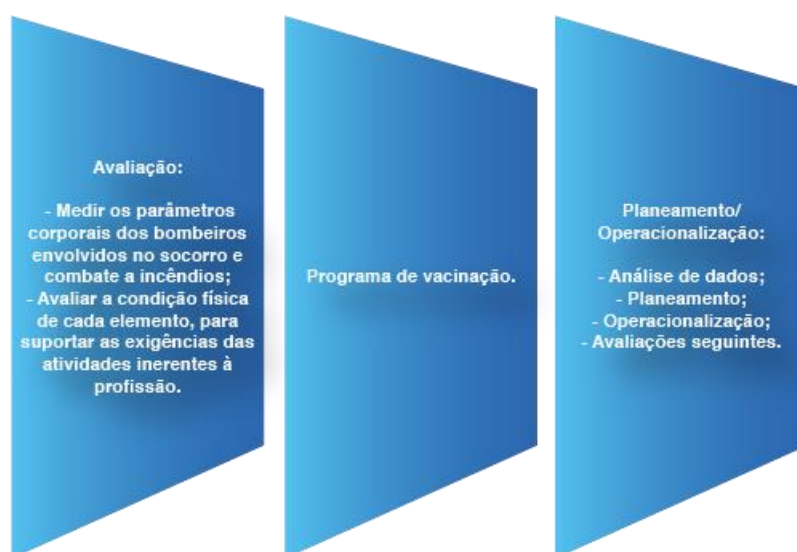 Avaliação:
- Medir os parâmetros
corporais dos bombeiros
envolvidos no socorro e
combate a incêndios;
- Avaliar a condição física
de cada elemento, para
suportar as exigências das
atividades inerentes à
profissão.
Programa de vacinação.
Planeamento/
Operacionalização:
- Análise de dados;
- Planeamento;
- Operacionalização;
- Avaliações seguintes.